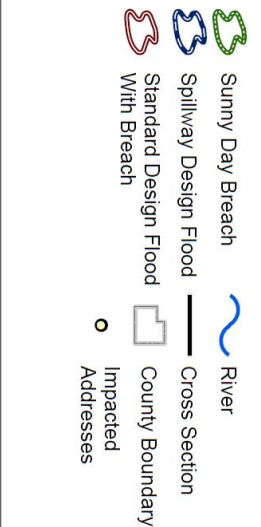 Sunny Day Breach
Spillway Design Flood
Standard Design Flood
With Breach
River
Cross Section
County Boundary
Impacted
Addresses